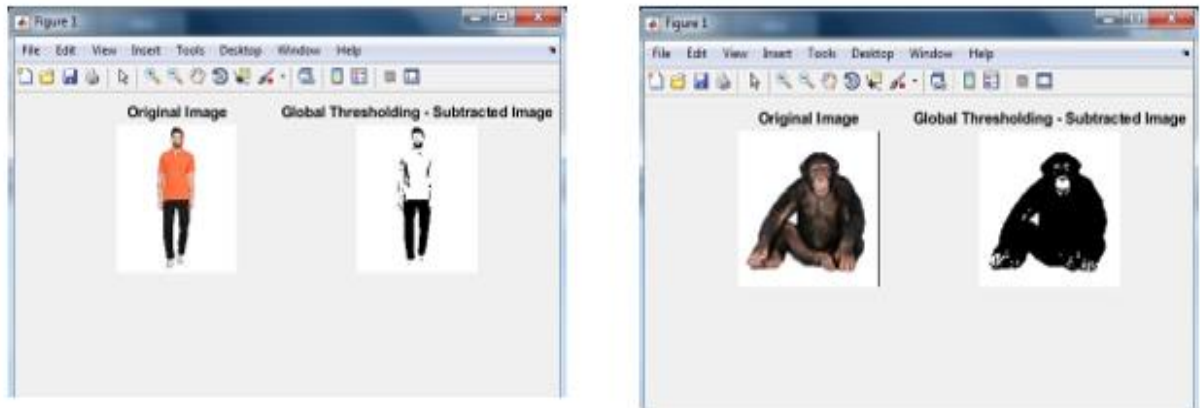 Figure 1
File Edit View Insert Tools Desktop Window Help
Original Image Global Thresholding - Subtracted Image
Figure 1
File Edit View Insert Tools Desktop Window Help
Original Image Global Thresholding - Subtracted Image